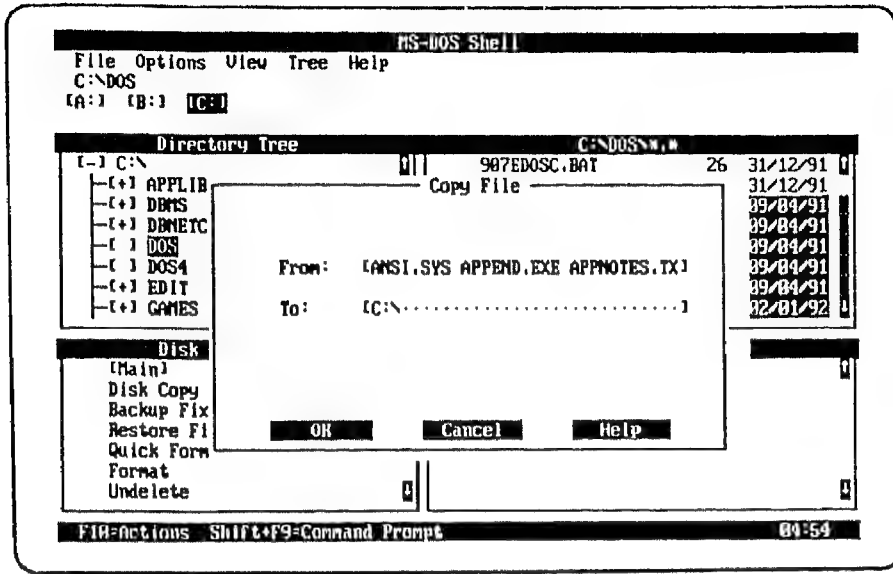 MS-DOS Shell
File Options View Tree Help
C:\DOS
[A:] [B:] [C:]
Directory Tree C:\DOS\*.*
[-] C:\ 907EDOSC.BAT 26 31/12/91
[+] APPLIB 31/12/91
[+] DBMS 09/04/91
[+] DBNETC 09/04/91
[ ] DOS 09/04/91
[ ] DOS4 09/04/91
[+] EDIT 09/04/91
[+] GAMES 02/01/92
Copy File
From: [ANSI.SYS APPEND.EXE APPNOTES.TX]
To: [C:\····························]
OK Cancel Help
Disk
[Main]
Disk Copy
Backup Fix
Restore Fi
Quick Form
Format
Undelete
F10=Actions Shift+F9=Command Prompt 04:54